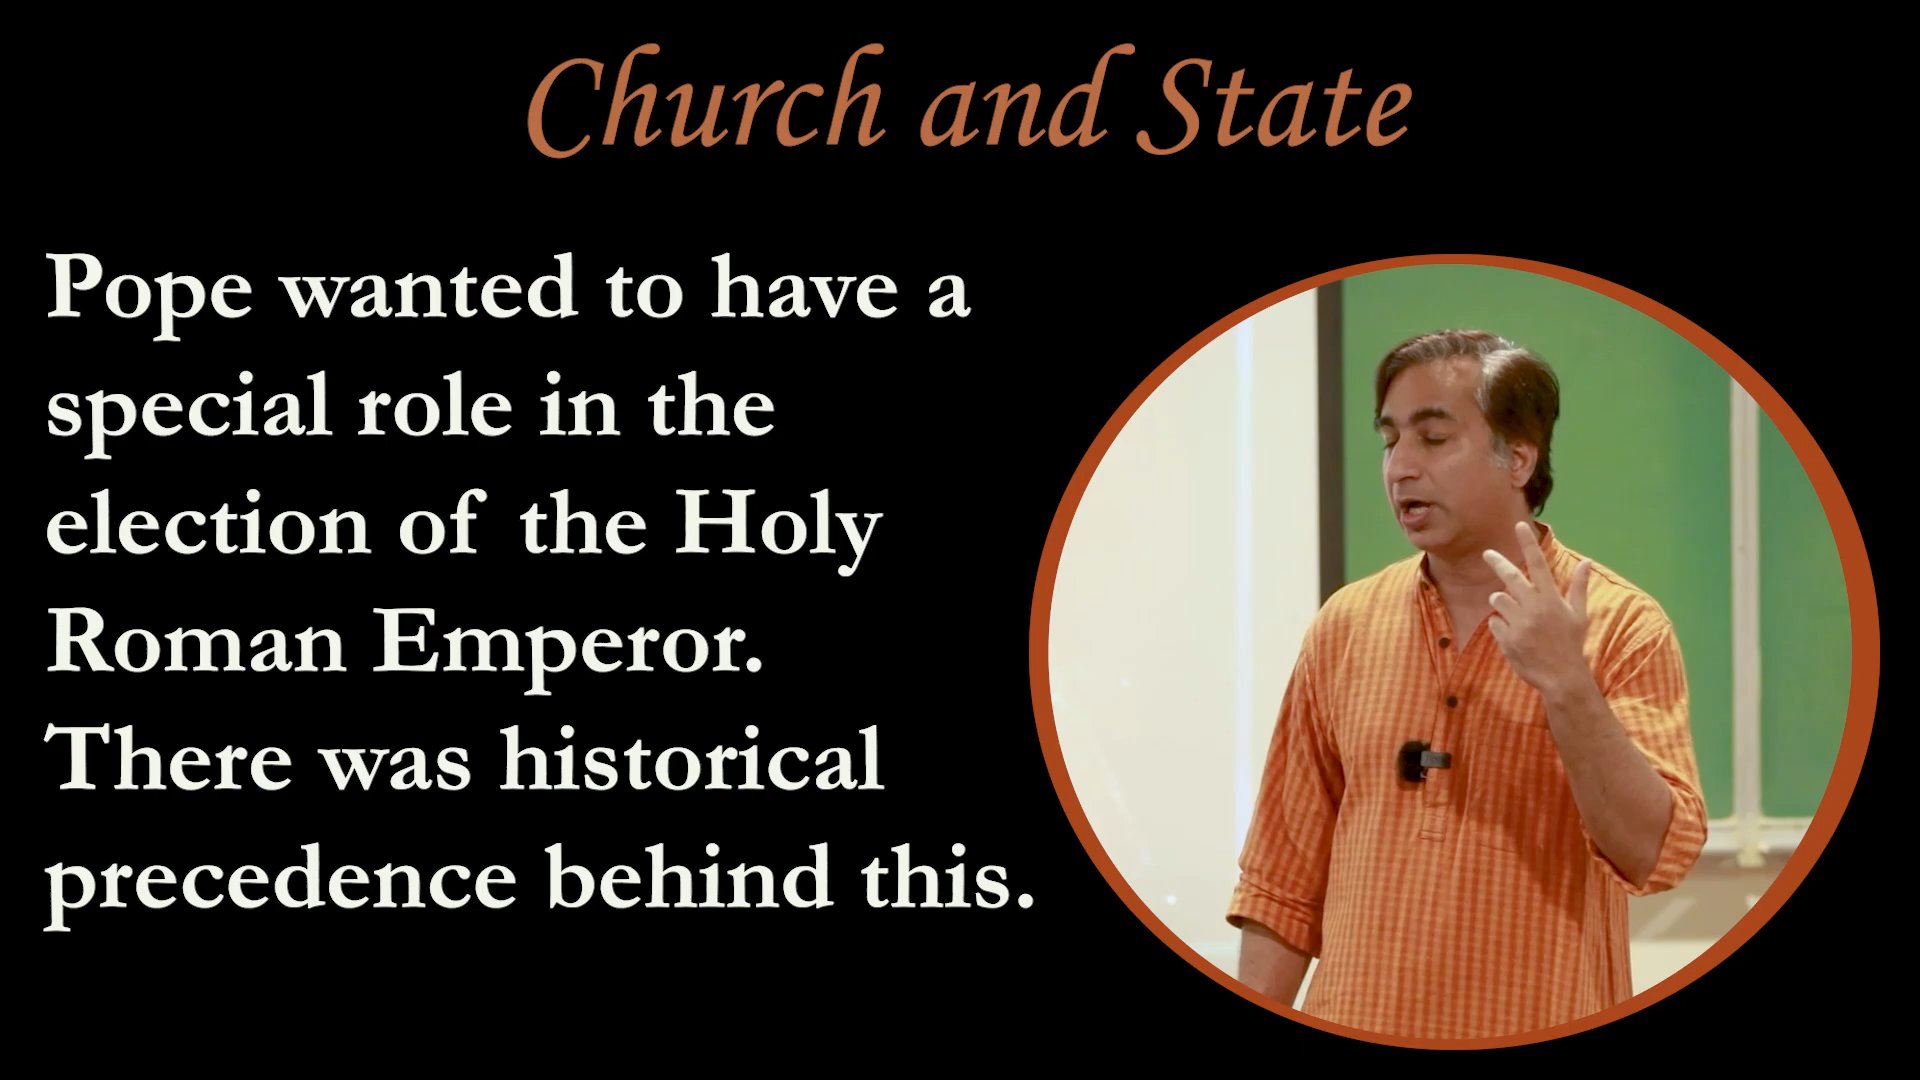 Church and State
Pope wanted to have a
special role in the
election of the Holy
Roman Emperor.
There was historical
precedence behind this.